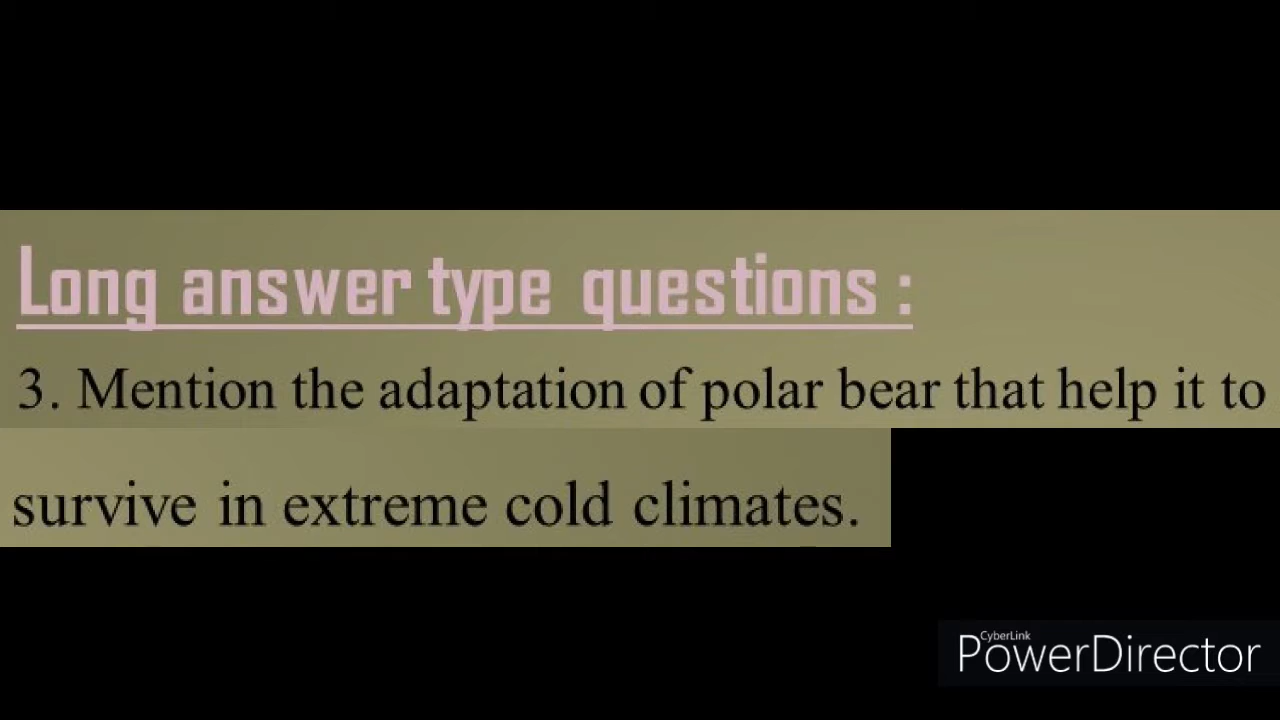 Long answer type questions :
3. Mention the adaptation of polar bear that help it to
survive in extreme cold climates.
CyberLink
PowerDirector